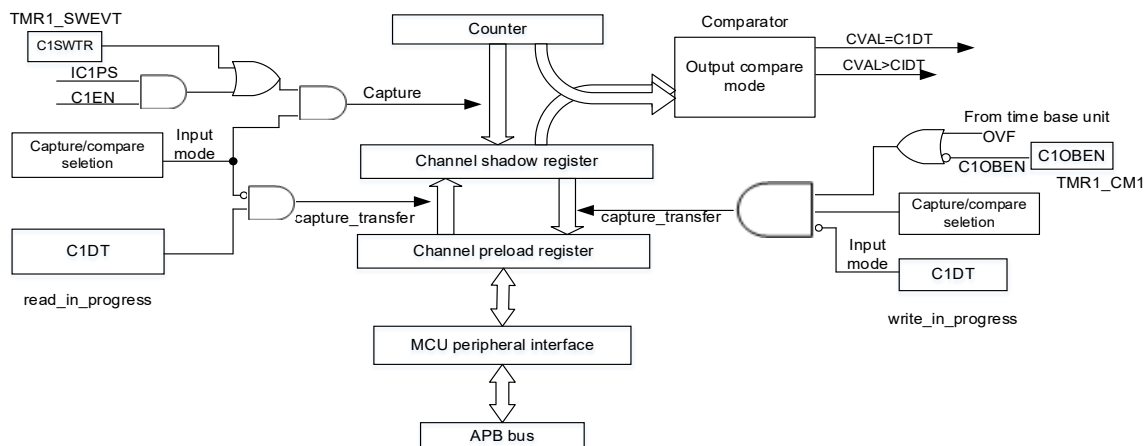 TMR1_SWEVT
C1SWTR
IC1PS
C1EN
Capture/compare
seletion
Input
mode
C1DT
read_in_progress
Capture
capture_transfer
Counter
Channel shadow register
Channel preload register
MCU peripheral interface
APB bus
Comparator
Output compare
mode
CVAL=C1DT
CVAL>CIDT
From time base unit
OVF
C1OBEN
C1OBEN
TMR1_CM1
capture_transfer
Capture/compare
seletion
Input
mode
C1DT
write_in_progress